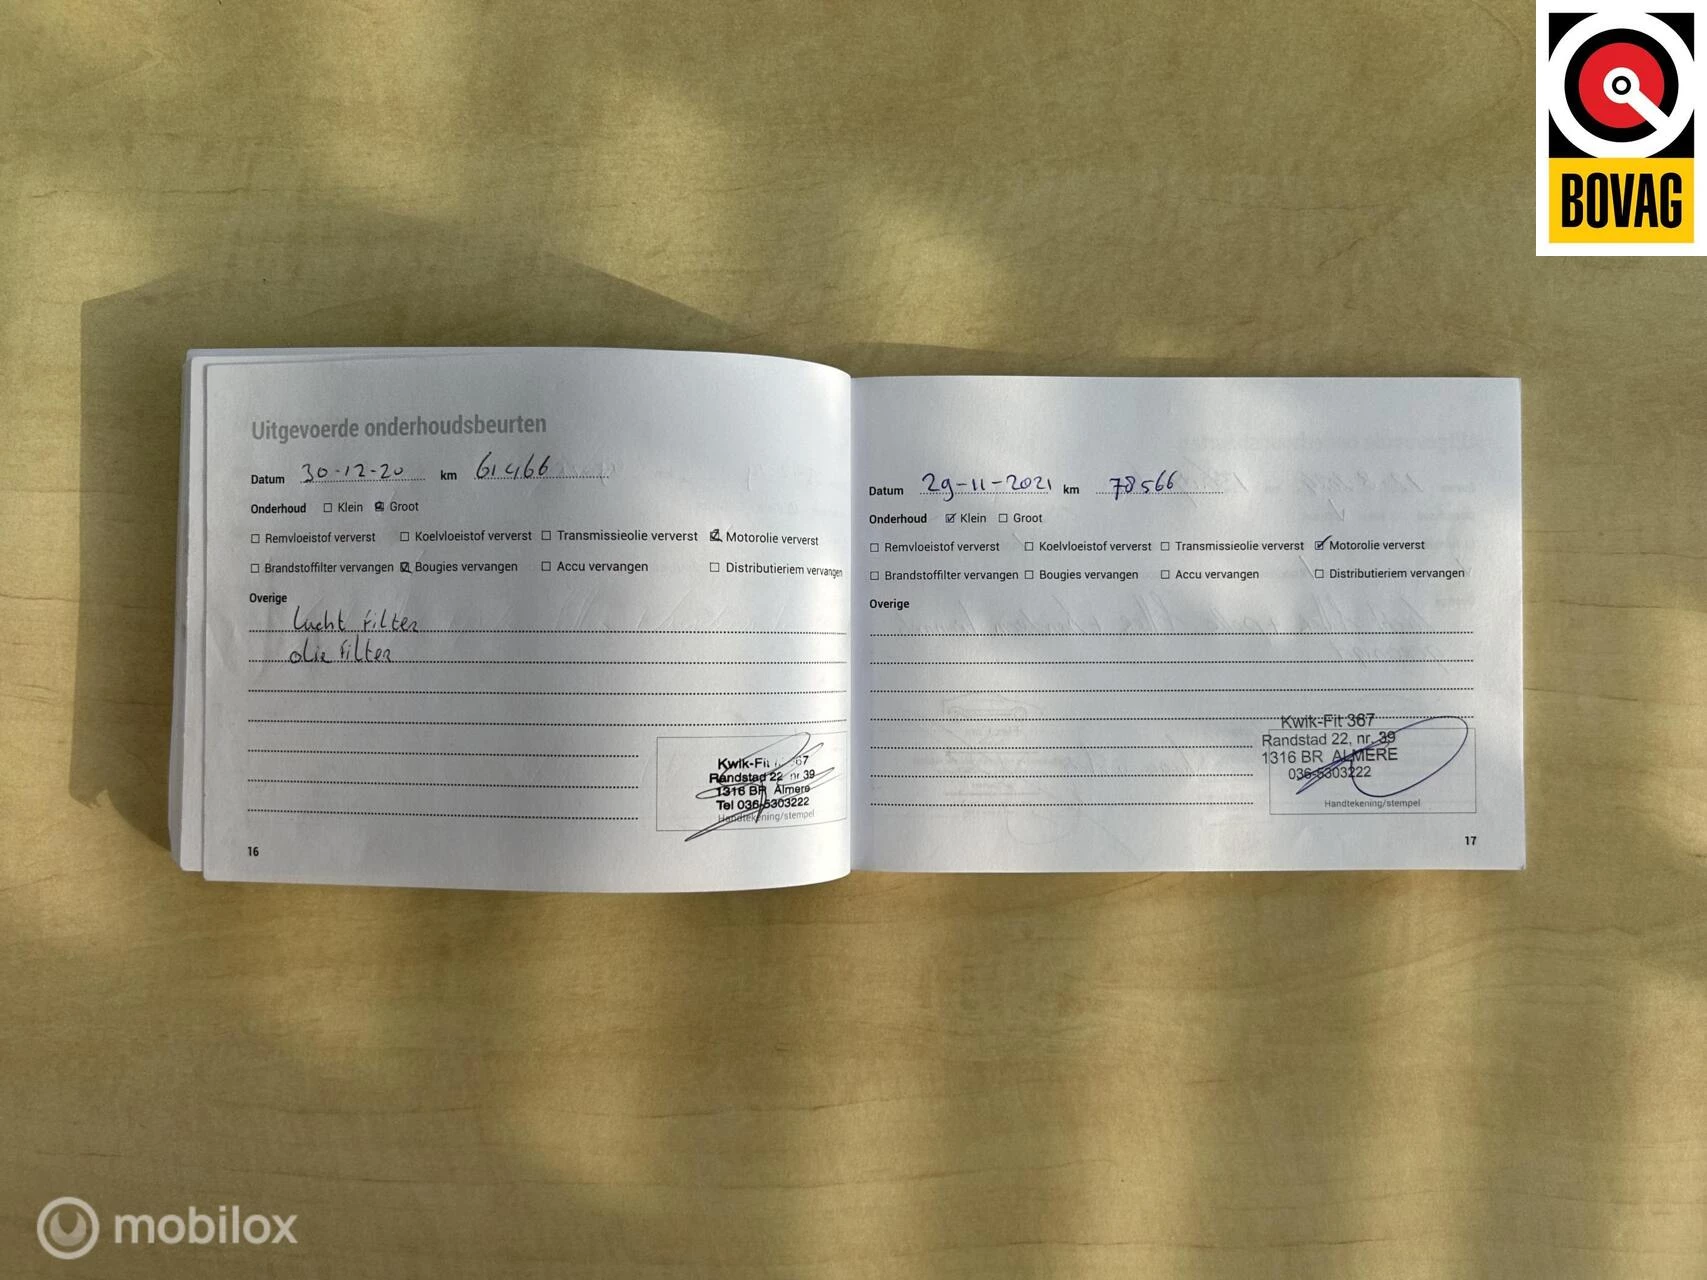 BOVAG
Uitgevoerde onderhoudsbeurten
Datum 30-12-20 km 61466
Onderhoud Klein Groot
Remvloeistof ververst Koelvloeistof ververst Transmissieolie ververst Motorolie ververst
Brandstoffilter vervangen Bougies vervangen Accu vervangen Distributieriem vervangen
Overige
lucht filter
olie filter
Kwik-Fit 67
Randstad 22 nr 39
1316 BR Almere
Tel 036-5303222
Handtekening/stempel
16
Datum 29-11-2021 km 78566
Onderhoud Klein Groot
Remvloeistof ververst Koelvloeistof ververst Transmissieolie ververst Motorolie ververst
Brandstoffilter vervangen Bougies vervangen Accu vervangen Distributieriem vervangen
Overige
Kwik-Fit 367
Randstad 22, nr. 39
1316 BR ALMERE
036-5303222
Handtekening/stempel
17
mobilox